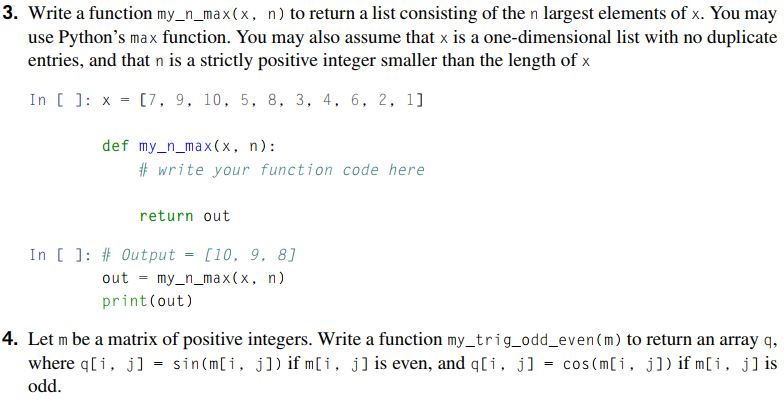 3. Write a function my_n_max(x, n) to return a list consisting of the n largest elements of x. You may
use Python's max function. You may also assume that x is a one-dimensional list with no duplicate
entries, and that n is a strictly positive integer smaller than the length of x
In [ ]: x = [7, 9, 10, 5, 8, 3, 4, 6, 2, 1]
def my_n_max(x, n):
# write your function code here
return out
In [ ]: # Output = [10, 9, 8]
out = my_n_max(x, n)
print(out)
4. Let m be a matrix of positive integers. Write a function my_trig_odd_even(m) to return an array q,
where q[i, j] = sin(m[i, j]) if m[i, j] is even, and q[i, j] = cos(m[i, j]) if m[i, j] is
odd.